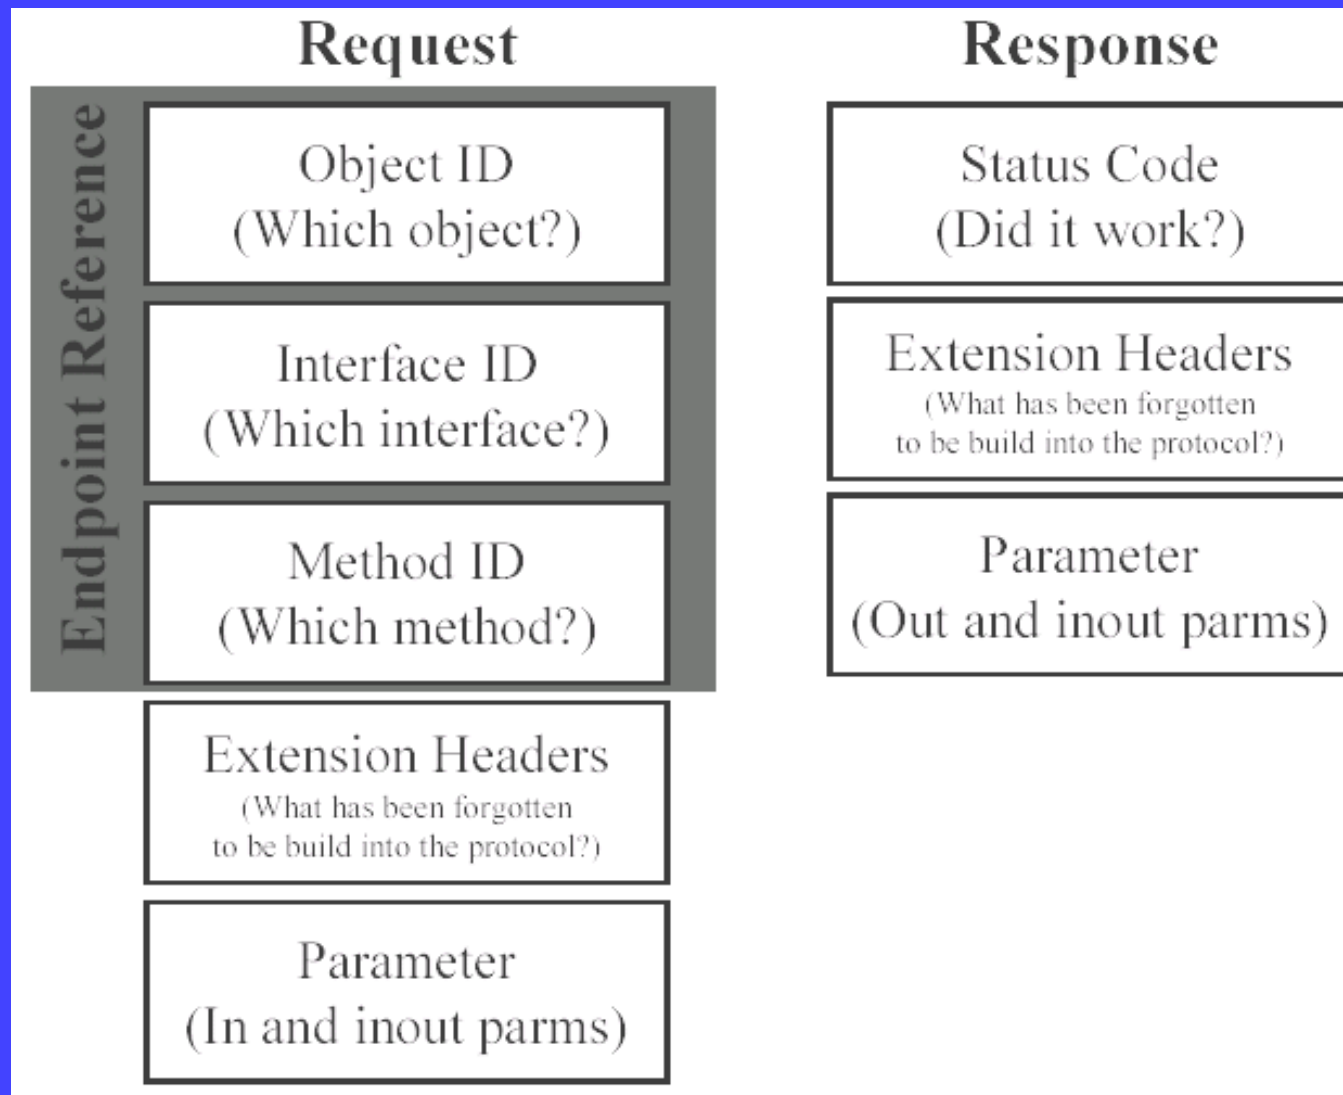 Request
Endpoint Reference
Object ID
(Which object?)
Interface ID
(Which interface?)
Method ID
(Which method?)
Extension Headers
(What has been forgotten
to be build into the protocol?)
Parameter
(In and inout parms)
Response
Status Code
(Did it work?)
Extension Headers
(What has been forgotten
to be build into the protocol?)
Parameter
(Out and inout parms)